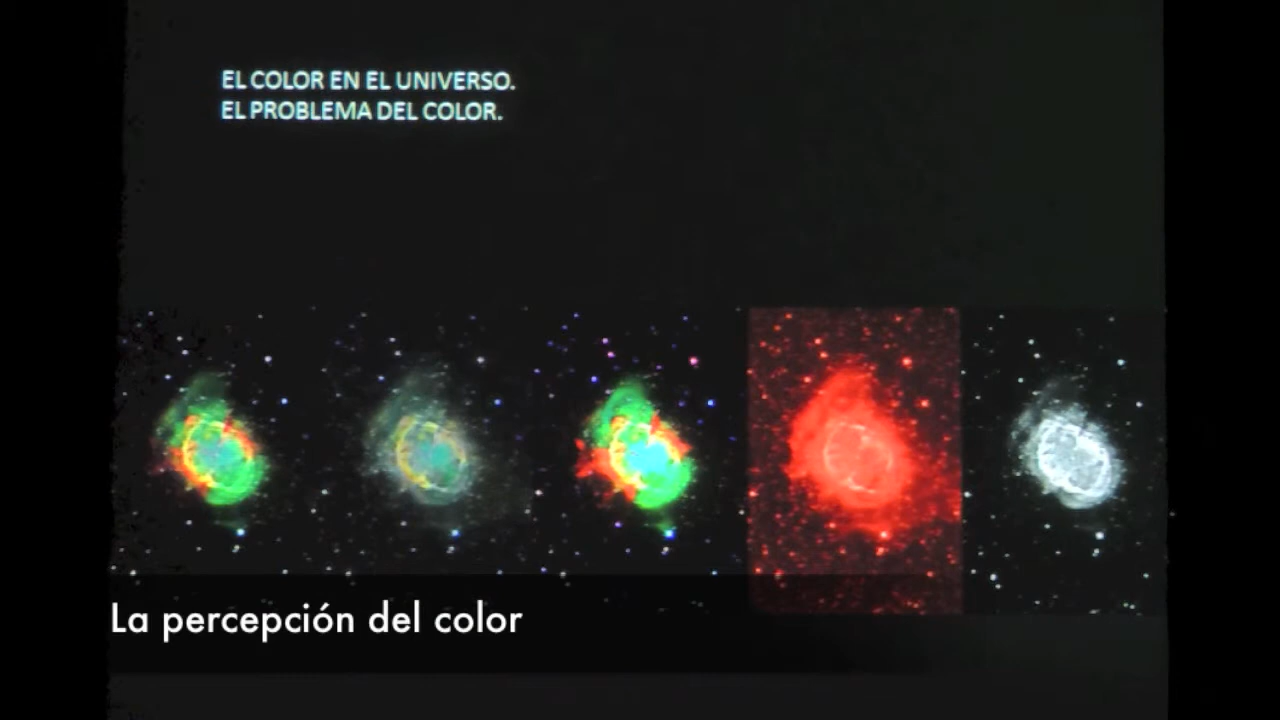 EL COLOR EN EL UNIVERSO.
EL PROBLEMA DEL COLOR.
La percepción del color